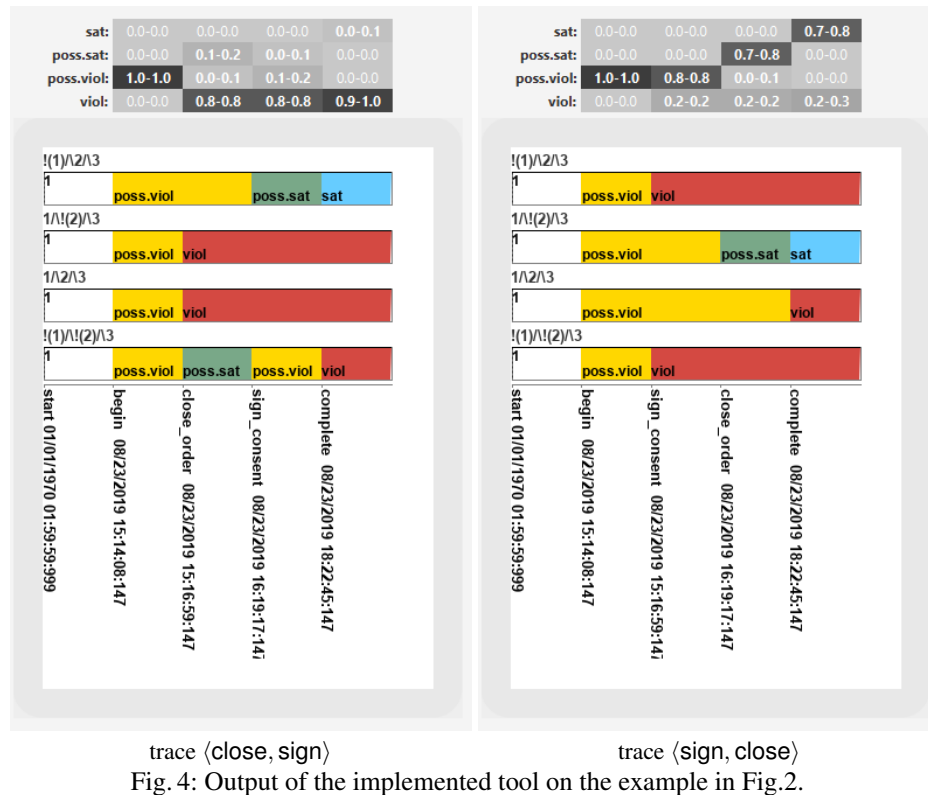 sat: 0.0-0.0 0.0-0.0 0.0-0.0 0.0-0.1
poss.sat: 0.0-0.0 0.1-0.2 0.0-0.1 0.0-0.0
poss.viol: 1.0-1.0 0.0-0.1 0.1-0.2 0.0-0.0
viol: 0.0-0.0 0.8-0.8 0.8-0.8 0.9-1.0
!(1)/\2/\3
1
poss.viol poss.sat sat
1/\!(2)/\3
1
poss.viol viol
1/\2/\3
1
poss.viol viol
!(1)/\!(2)/\3
1
poss.viol poss.sat poss.viol viol
start 01/01/1970 01:59:59:999
begin 08/23/2019 15:14:08:147
close_order 08/23/2019 15:16:59:147
sign_consent 08/23/2019 16:19:17:147
complete 08/23/2019 18:22:45:147
trace ⟨close, sign⟩
sat: 0.0-0.0 0.0-0.0 0.0-0.0 0.7-0.8
poss.sat: 0.0-0.0 0.0-0.0 0.7-0.8 0.0-0.0
poss.viol: 1.0-1.0 0.8-0.8 0.0-0.1 0.0-0.0
viol: 0.0-0.0 0.2-0.2 0.2-0.2 0.2-0.3
!(1)/\2/\3
1
poss.viol viol
1/\!(2)/\3
1
poss.viol poss.sat sat
1/\2/\3
1
poss.viol viol
!(1)/\!(2)/\3
1
poss.viol viol
start 01/01/1970 01:59:59:999
begin 08/23/2019 15:14:08:147
sign_consent 08/23/2019 15:16:59:147
close_order 08/23/2019 16:19:17:147
complete 08/23/2019 18:22:45:147
trace ⟨sign, close⟩
Fig. 4: Output of the implemented tool on the example in Fig.2.